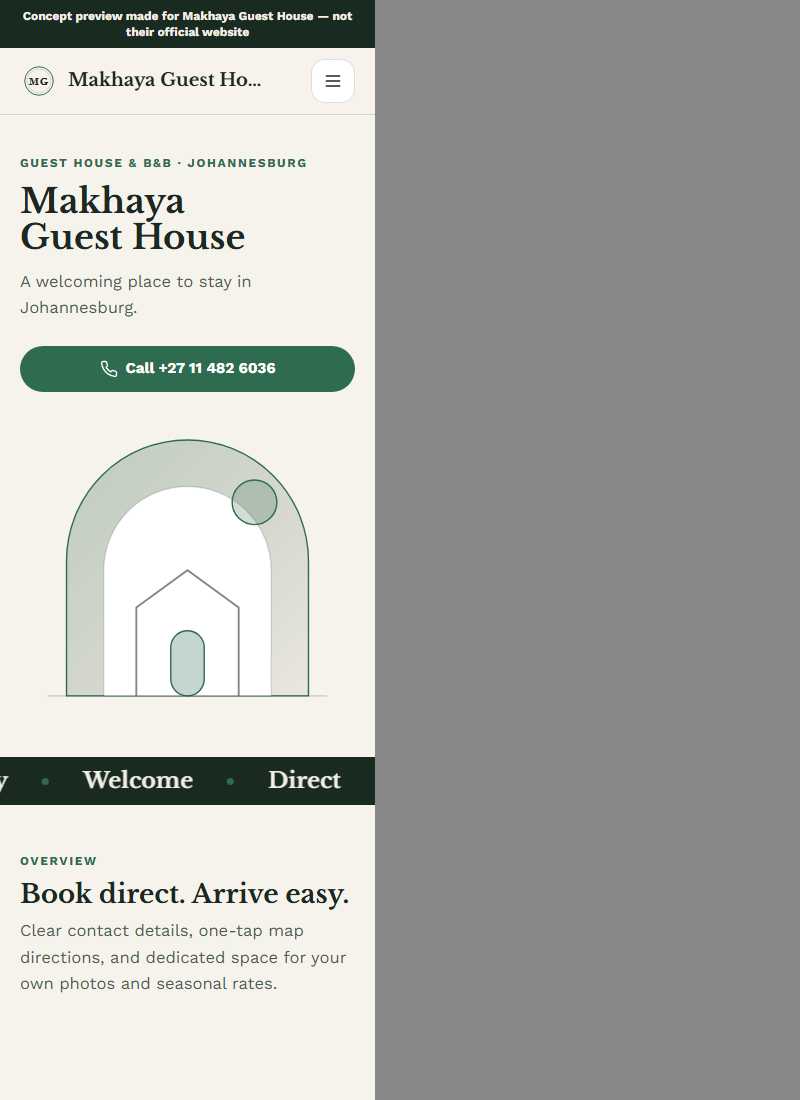 Concept preview made for Makhaya Guest House — not
their official website
MG
Makhaya Guest Ho...
GUEST HOUSE & B&B · JOHANNESBURG
Makhaya
Guest House
A welcoming place to stay in
Johannesburg.
Call +27 11 482 6036
y • Welcome • Direct
OVERVIEW
Book direct. Arrive easy.
Clear contact details, one-tap map
directions, and dedicated space for your
own photos and seasonal rates.